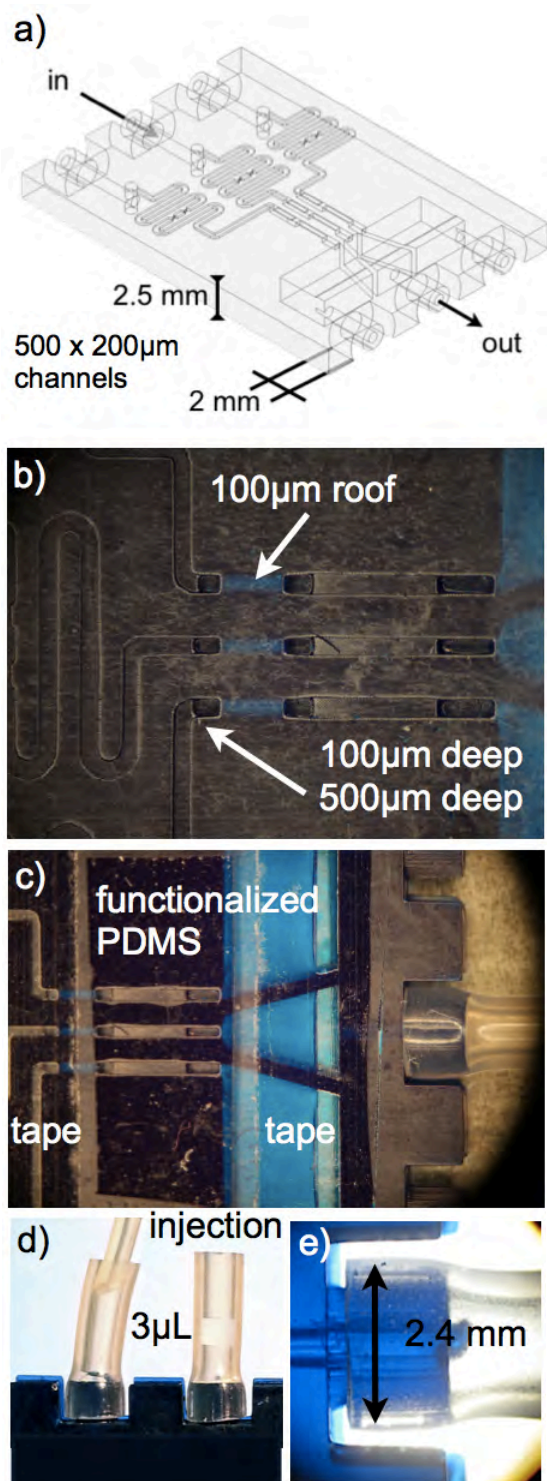 a)
in
2.5 mm
500 x 200µm
channels
2 mm
out
b)
100µm roof
100µm deep
500µm deep
c)
functionalized
PDMS
tape
tape
d)
injection
3µL
e)
2.4 mm